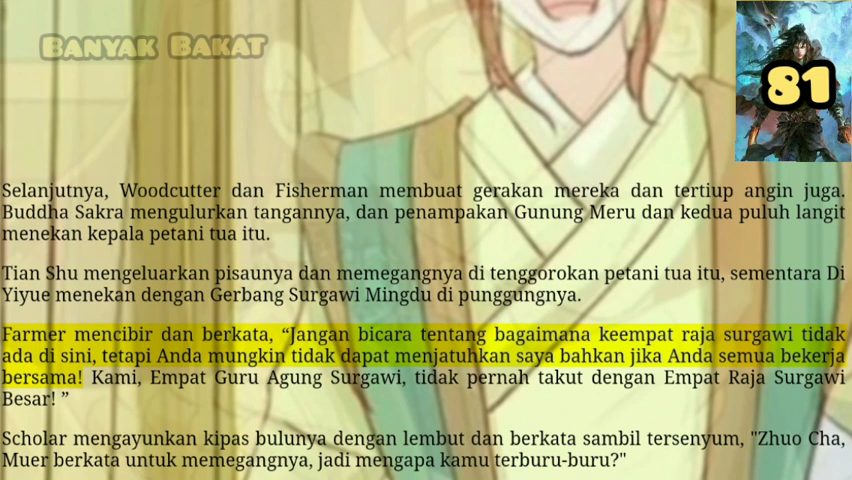 Banyak Bakat
81
Selanjutnya, Woodcutter dan Fisherman membuat gerakan mereka dan tertiup angin juga.
Buddha Sakra mengulurkan tangannya, dan penampakan Gunung Meru dan kedua puluh langit
menekan kepala petani tua itu.
Tian Shu mengeluarkan pisaunya dan memegangnya di tenggorokan petani tua itu, sementara Di
Yiyue menekan dengan Gerbang Surgawi Mingdu di punggungnya.
Farmer mencibir dan berkata, “Jangan bicara tentang bagaimana keempat raja surgawi tidak
ada di sini, tetapi Anda mungkin tidak dapat menjatuhkan saya bahkan jika Anda semua bekerja
bersama! Kami, Empat Guru Agung Surgawi, tidak pernah takut dengan Empat Raja Surgawi
Besar! ”
Scholar mengayunkan kipas bulunya dengan lembut dan berkata sambil tersenyum, "Zhuo Cha,
Muer berkata untuk memegangnya, jadi mengapa kamu terburu-buru?"